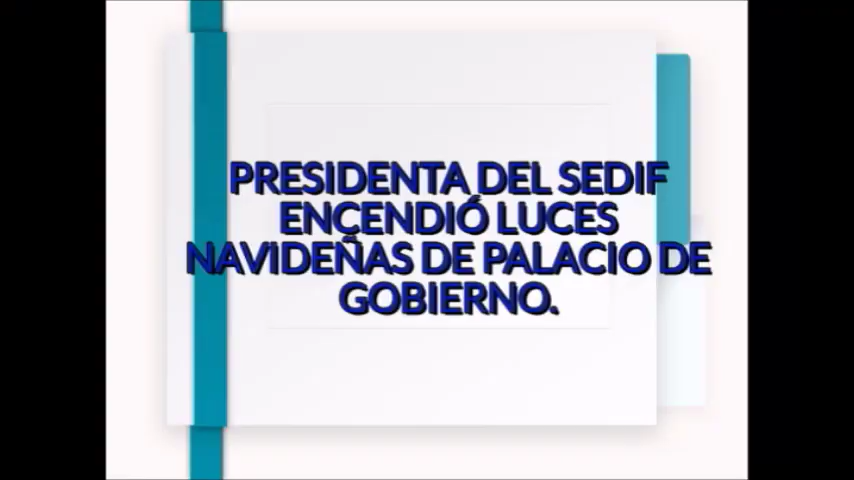 PRESIDENTA DEL SEDIF
ENCENDIÓ LUCES
NAVIDEÑAS DE PALACIO DE
GOBIERNO.